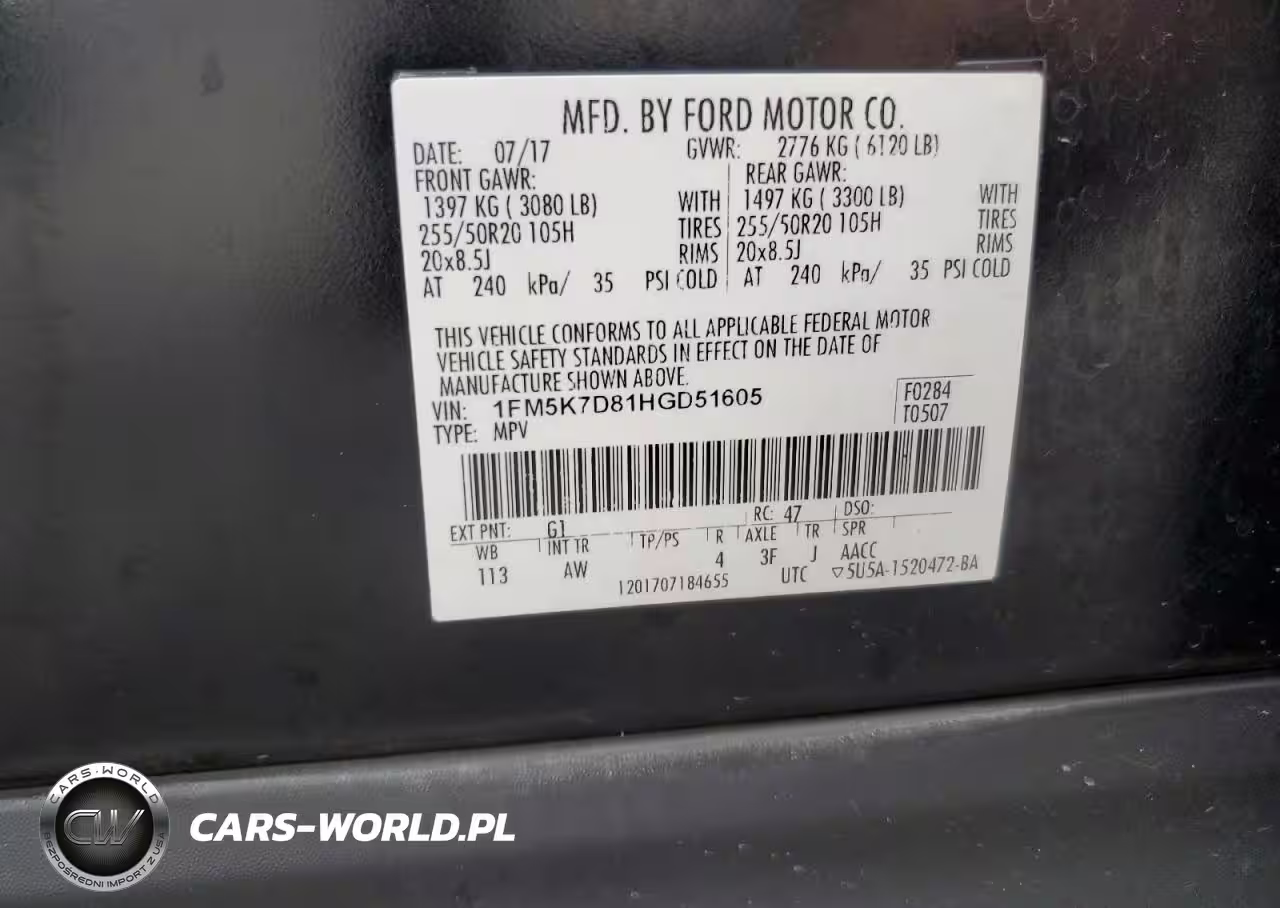 MFD. BY FORD MOTOR CO.
DATE: 07/17 GVWR: 2776 KG ( 6120 LB)
FRONT GAWR: REAR GAWR:
1397 KG ( 3080 LB) WITH 1497 KG ( 3300 LB) WITH
255/50R20 105H TIRES 255/50R20 105H TIRES
20x8.5J RIMS 20x8.5J RIMS
AT 240 kPa/ 35 PSI COLD AT 240 kPa/ 35 PSI COLD
THIS VEHICLE CONFORMS TO ALL APPLICABLE FEDERAL MOTOR
VEHICLE SAFETY STANDARDS IN EFFECT ON THE DATE OF
MANUFACTURE SHOWN ABOVE.
VIN: 1FM5K7D81HGD51605 F0284
TYPE: MPV T0507
EXT PNT: G1 RC: 47 DSO:
WB INT TR TP/PS R AXLE TR SPR
113 AW 4 3F J AACC
1201707184655 UTC ▽5U5A-1520472-BA
CARS-WORLD
CW
BEZPOŚREDNI IMPORT Z USA
CARS-WORLD.PL